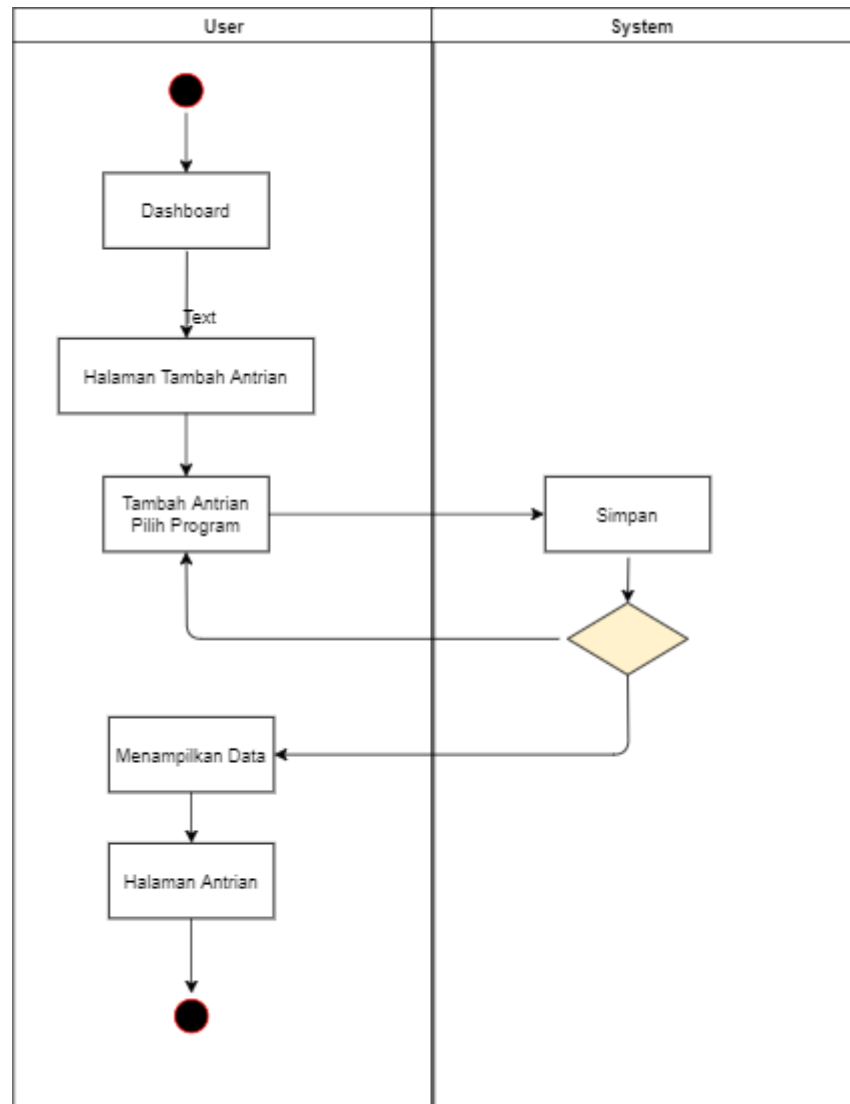 User
System
Dashboard
Text
Halaman Tambah Antrian
Tambah Antrian
Pilih Program
Simpan
Menampilkan Data
Halaman Antrian